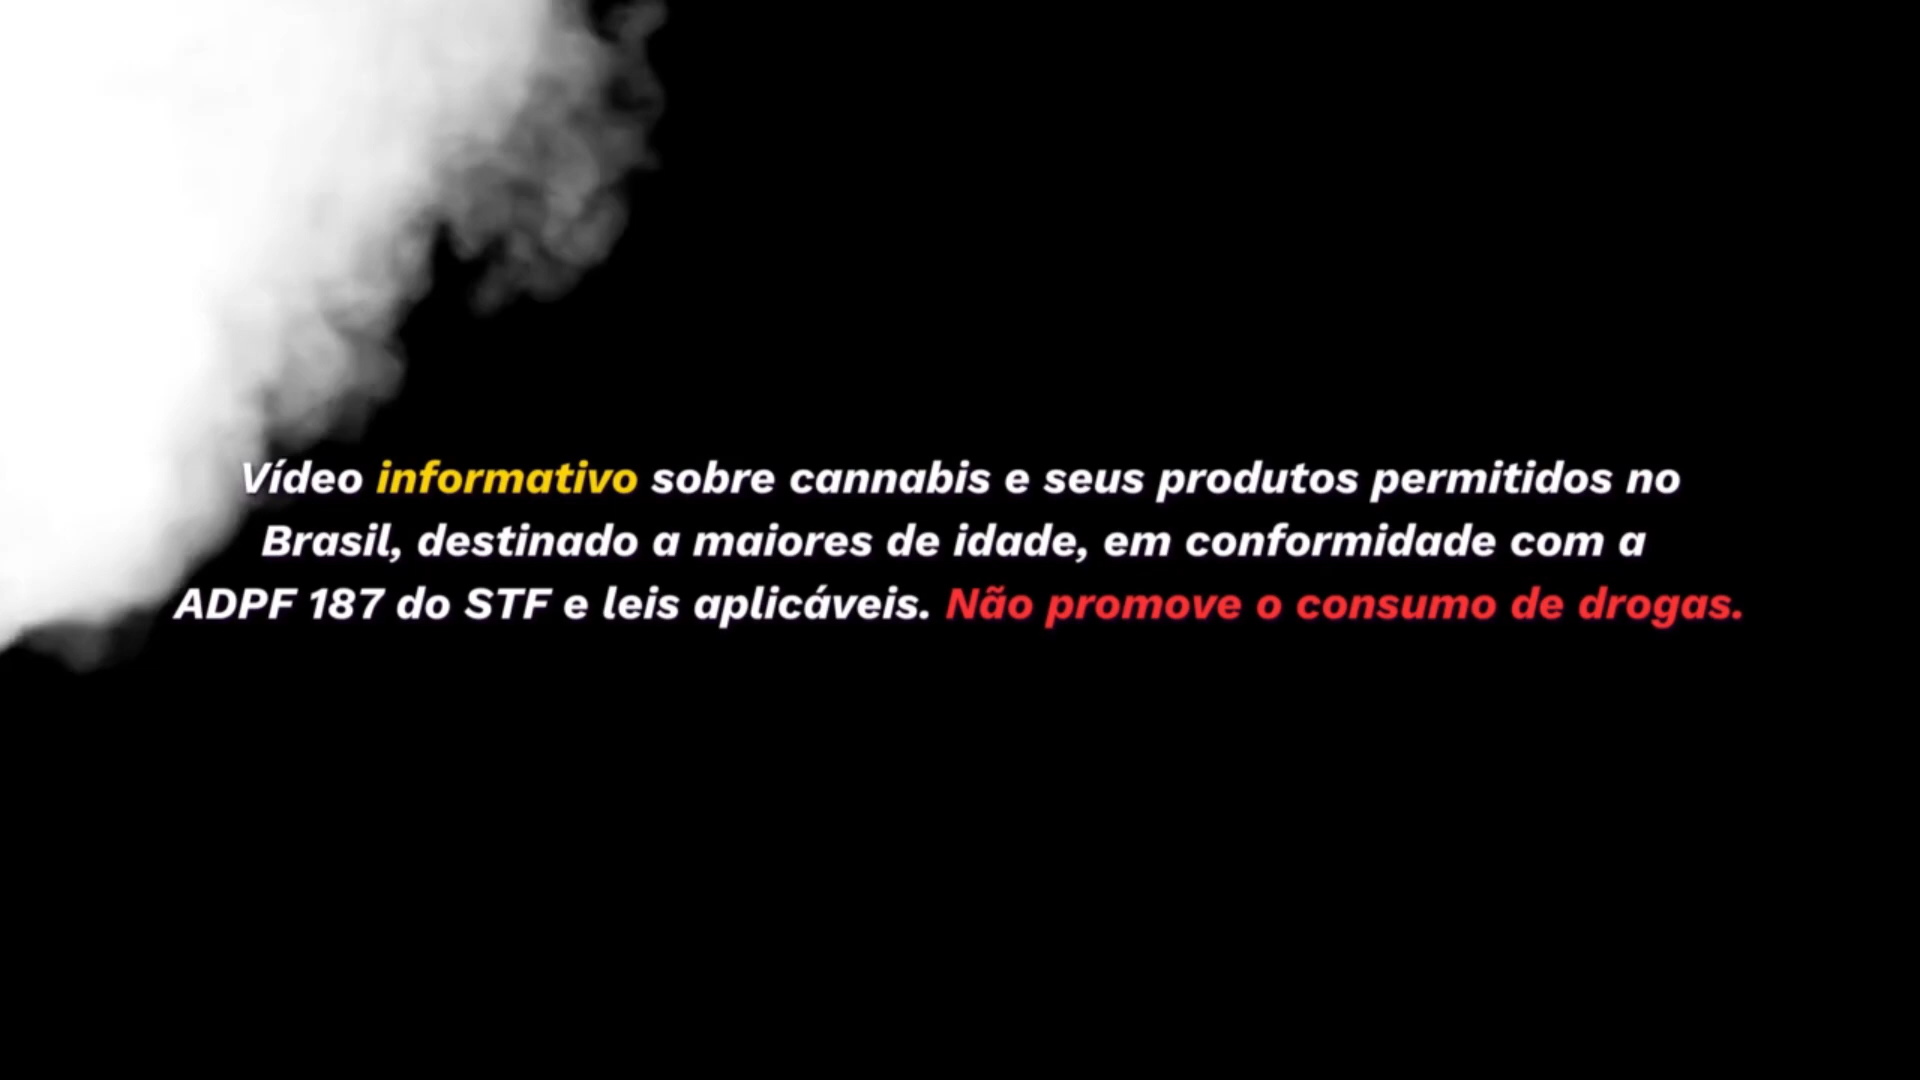 Vídeo informativo sobre cannabis e seus produtos permitidos no
Brasil, destinado a maiores de idade, em conformidade com a
ADPF 187 do STF e leis aplicáveis. Não promove o consumo de drogas.